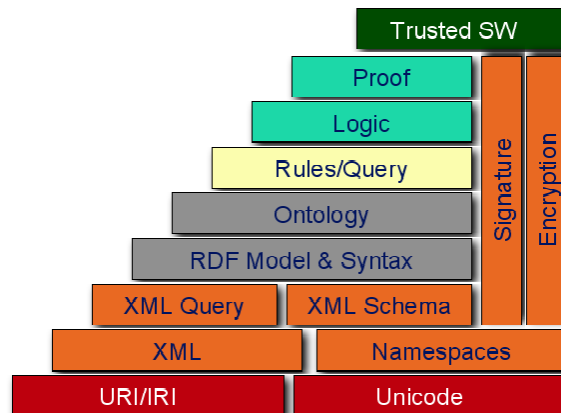 Trusted SW
Proof
Logic
Rules/Query
Ontology
RDF Model & Syntax
XML Query
XML Schema
Signature
Encryption
XML
Namespaces
URI/IRI
Unicode